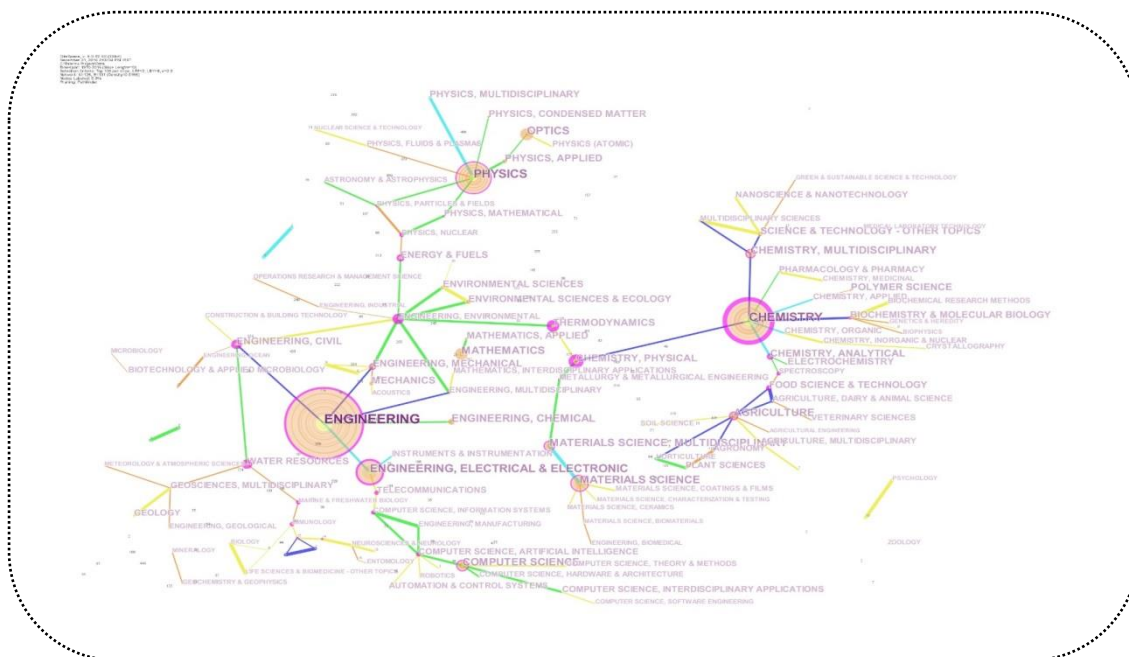 PHYSICS, MULTIDISCIPLINARY
PHYSICS, CONDENSED MATTER
NUCLEAR SCIENCE & TECHNOLOGY
OPTICS
PHYSICS, FLUIDS & PLASMAS
PHYSICS (ATOMIC)
PHYSICS, APPLIED
PHYSICS
ASTRONOMY & ASTROPHYSICS
GREEN & SUSTAINABLE SCIENCE & TECHNOLOGY
NANOSCIENCE & NANOTECHNOLOGY
PHYSICS, PARTICLES & FIELDS
PHYSICS, MATHEMATICAL
MULTIDISCIPLINARY SCIENCES
PHYSICS, NUCLEAR
SCIENCE & TECHNOLOGY - OTHER TOPICS
ENERGY & FUELS
CHEMISTRY, MULTIDISCIPLINARY
OPERATIONS RESEARCH & MANAGEMENT SCIENCE
ENVIRONMENTAL SCIENCES
PHARMACOLOGY & PHARMACY
CHEMISTRY, MEDICINAL
POLYMER SCIENCE
ENGINEERING, INDUSTRIAL
ENVIRONMENTAL SCIENCES & ECOLOGY
CHEMISTRY, APPLIED
BIOCHEMICAL RESEARCH METHODS
CONSTRUCTION & BUILDING TECHNOLOGY
ENGINEERING, ENVIRONMENTAL
THERMODYNAMICS
CHEMISTRY
BIOCHEMISTRY & MOLECULAR BIOLOGY
GENETICS & HEREDITY
MATHEMATICS, APPLIED
CHEMISTRY, ORGANIC
BIOPHYSICS
ENGINEERING, CIVIL
CHEMISTRY, INORGANIC & NUCLEAR
MICROBIOLOGY
ENGINEERING, OCEAN
MATHEMATICS
CRYSTALLOGRAPHY
CHEMISTRY, PHYSICAL
CHEMISTRY, ANALYTICAL
ENGINEERING, MECHANICAL
ELECTROCHEMISTRY
BIOTECHNOLOGY & APPLIED MICROBIOLOGY
MATHEMATICS, INTERDISCIPLINARY APPLICATIONS
SPECTROSCOPY
MECHANICS
METALLURGY & METALLURGICAL ENGINEERING
ACOUSTICS
ENGINEERING, MULTIDISCIPLINARY
FOOD SCIENCE & TECHNOLOGY
AGRICULTURE, DAIRY & ANIMAL SCIENCE
AGRICULTURE
ENGINEERING
ENGINEERING, CHEMICAL
SOIL SCIENCE
VETERINARY SCIENCES
AGRICULTURAL ENGINEERING
MATERIALS SCIENCE, MULTIDISCIPLINARY
AGRICULTURE, MULTIDISCIPLINARY
AGRONOMY
INSTRUMENTS & INSTRUMENTATION
HORTICULTURE
METEOROLOGY & ATMOSPHERIC SCIENCES
WATER RESOURCES
PLANT SCIENCES
ENGINEERING, ELECTRICAL & ELECTRONIC
MATERIALS SCIENCE
PSYCHOLOGY
GEOSCIENCES, MULTIDISCIPLINARY
MATERIALS SCIENCE, COATINGS & FILMS
TELECOMMUNICATIONS
MARINE & FRESHWATER BIOLOGY
MATERIALS SCIENCE, CHARACTERIZATION & TESTING
MATERIALS SCIENCE, CERAMICS
GEOLOGY
COMPUTER SCIENCE, INFORMATION SYSTEMS
ENGINEERING, GEOLOGICAL
ENGINEERING, MANUFACTURING
MATERIALS SCIENCE, BIOMATERIALS
BIOLOGY
NEUROSCIENCES & NEUROLOGY
ENGINEERING, BIOMEDICAL
ZOOLOGY
MINERALOGY
COMPUTER SCIENCE, ARTIFICIAL INTELLIGENCE
ENTOMOLOGY
COMPUTER SCIENCE
COMPUTER SCIENCE, THEORY & METHODS
LIFE SCIENCES & BIOMEDICINE - OTHER TOPICS
ROBOTICS
COMPUTER SCIENCE, HARDWARE & ARCHITECTURE
GEOCHEMISTRY & GEOPHYSICS
AUTOMATION & CONTROL SYSTEMS
COMPUTER SCIENCE, INTERDISCIPLINARY APPLICATIONS
COMPUTER SCIENCE, SOFTWARE ENGINEERING